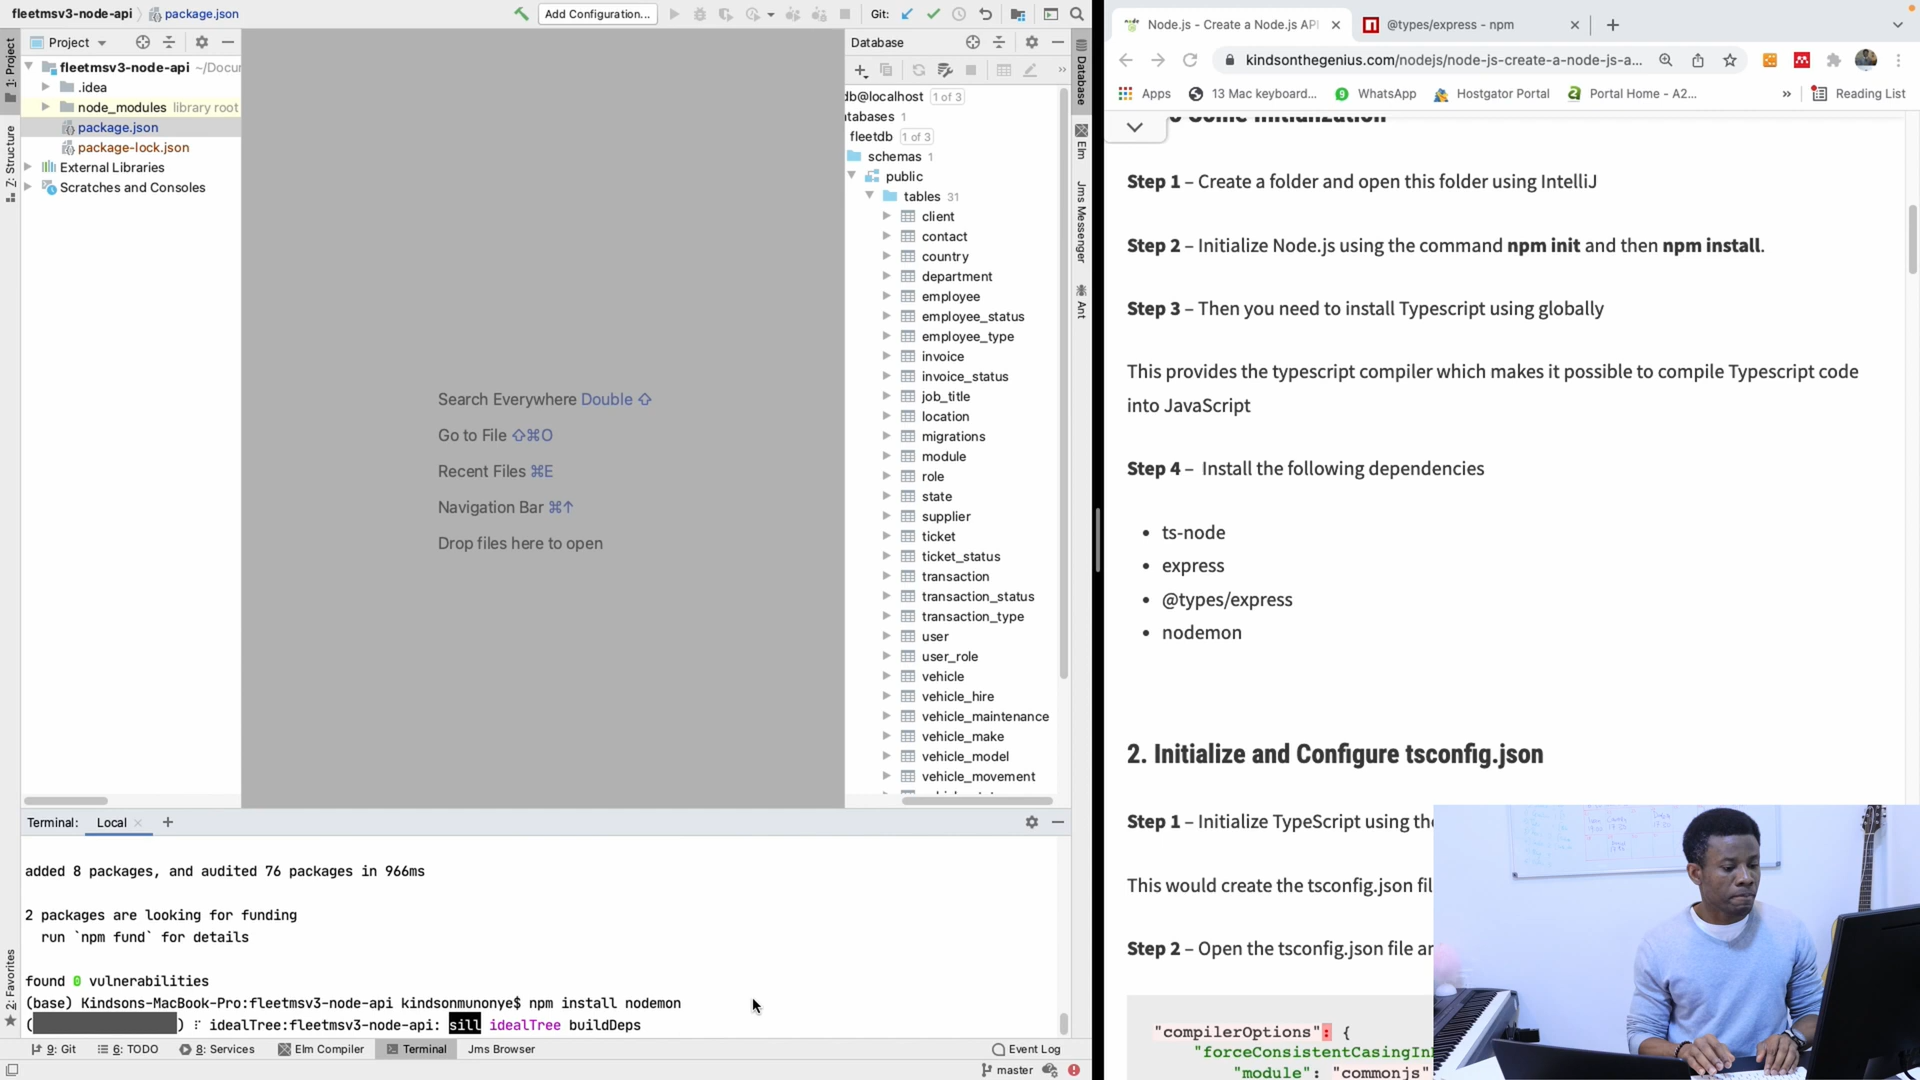 fleetmsv3-node-api
package.json
Add Configuration...
Git:
1: Project
Z: Structure
2: Favorites
Project
fleetmsv3-node-api ~/Docu
.idea
node_modules library root
package.json
package-lock.json
External Libraries
Scratches and Consoles
Search Everywhere Double ⇧
Go to File ⇧⌘O
Recent Files ⌘E
Navigation Bar ⌘↑
Drop files here to open
Database
db@localhost 1 of 3
tabases 1
fleetdb 1 of 3
schemas 1
public
tables 31
client
contact
country
department
employee
employee_status
employee_type
invoice
invoice_status
job_title
location
migrations
module
role
state
supplier
ticket
ticket_status
transaction
transaction_status
transaction_type
user
user_role
vehicle
vehicle_hire
vehicle_maintenance
vehicle_make
vehicle_model
vehicle_movement
Database
Elm
Jms Messenger
Ant
Terminal:
Local
added 8 packages, and audited 76 packages in 966ms
2 packages are looking for funding
run `npm fund` for details
found 0 vulnerabilities
(base) Kindsons-MacBook-Pro:fleetmsv3-node-api kindsonmunonye$ npm install nodemon
( ) ⠏ idealTree:fleetmsv3-node-api: sill idealTree buildDeps
9: Git
6: TODO
8: Services
Elm Compiler
Terminal
Jms Browser
Event Log
master
Node.js - Create a Node.js API
@types/express - npm
kindsonthegenius.com/nodejs/node-js-create-a-node-js-a...
Apps
13 Mac keyboard...
WhatsApp
Hostgator Portal
Portal Home - A2...
Reading List
Step 1 – Create a folder and open this folder using IntelliJ
Step 2 – Initialize Node.js using the command npm init and then npm install.
Step 3 – Then you need to install Typescript using globally
This provides the typescript compiler which makes it possible to compile Typescript code
into JavaScript
Step 4 – Install the following dependencies
ts-node
express
@types/express
nodemon
2. Initialize and Configure tsconfig.json
Step 1 – Initialize TypeScript using the
This would create the tsconfig.json fil
Step 2 – Open the tsconfig.json file an
"compilerOptions": {
"forceConsistentCasingIn
"module": "commonjs"